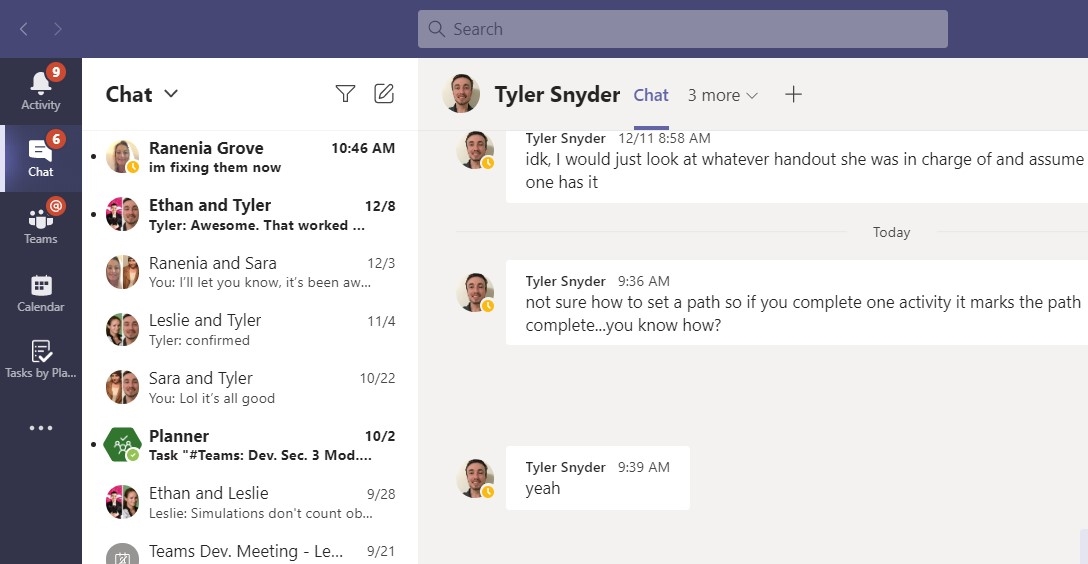 Search
9
Activity
6
Chat
@
Teams
Calendar
Tasks by Pla...
Chat
Ranenia Grove 10:46 AM
im fixing them now
Ethan and Tyler 12/8
Tyler: Awesome. That worked ...
Ranenia and Sara 12/3
You: I'll let you know, it's been aw...
Leslie and Tyler 11/4
Tyler: confirmed
Sara and Tyler 10/22
You: Lol it's all good
Planner 10/2
Task "#Teams: Dev. Sec. 3 Mod....
Ethan and Leslie 9/28
Leslie: Simulations don't count ob...
Teams Dev. Meeting - Le... 9/21
Tyler Snyder Chat 3 more
Tyler Snyder 12/11 8:58 AM
idk, I would just look at whatever handout she was in charge of and assume
one has it
Today
Tyler Snyder 9:36 AM
not sure how to set a path so if you complete one activity it marks the path
complete...you know how?
Tyler Snyder 9:39 AM
yeah